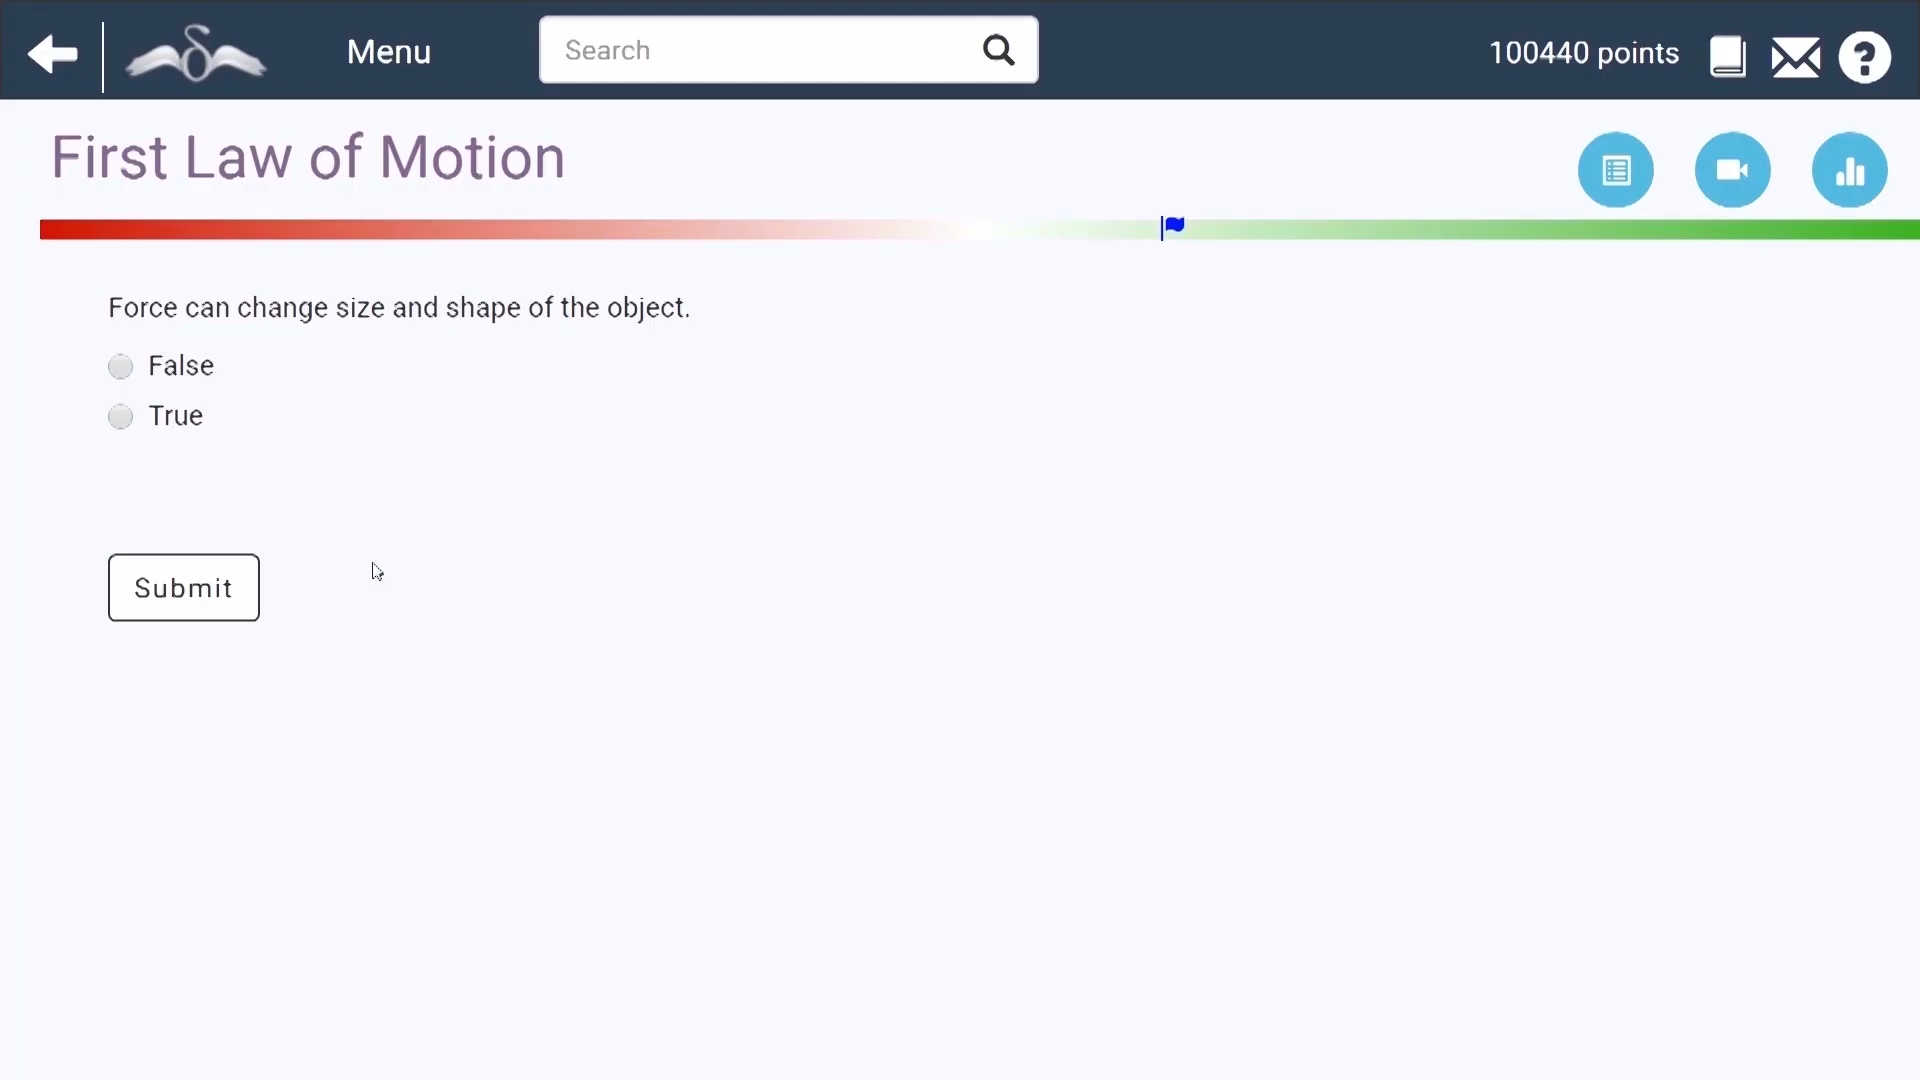 Menu
Search
100440 points
First Law of Motion
Force can change size and shape of the object.
False
True
Submit